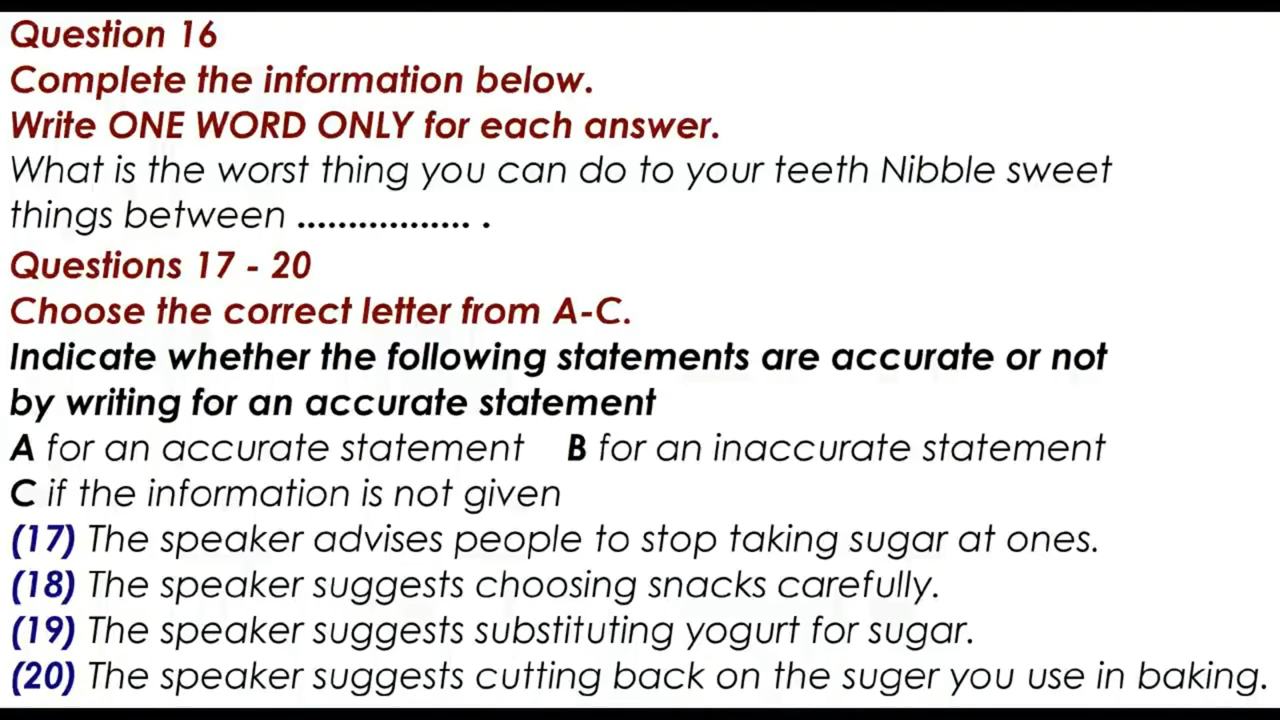 Question 16
Complete the information below.
Write ONE WORD ONLY for each answer.
What is the worst thing you can do to your teeth Nibble sweet
things between .................. .
Questions 17 - 20
Choose the correct letter from A-C.
Indicate whether the following statements are accurate or not
by writing for an accurate statement
A for an accurate statement B for an inaccurate statement
C if the information is not given
(17) The speaker advises people to stop taking sugar at ones.
(18) The speaker suggests choosing snacks carefully.
(19) The speaker suggests substituting yogurt for sugar.
(20) The speaker suggests cutting back on the suger you use in baking.